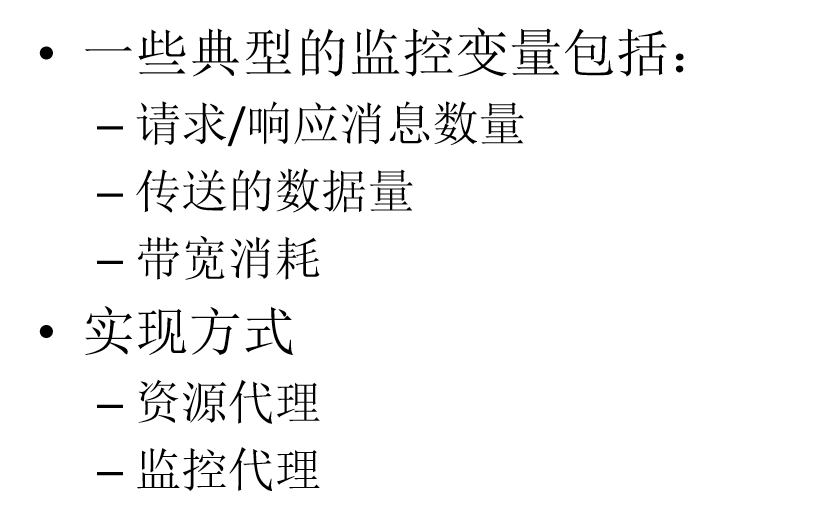 • 一些典型的监控变量包括：
– 请求/响应消息数量
– 传送的数据量
– 带宽消耗
• 实现方式
– 资源代理
– 监控代理